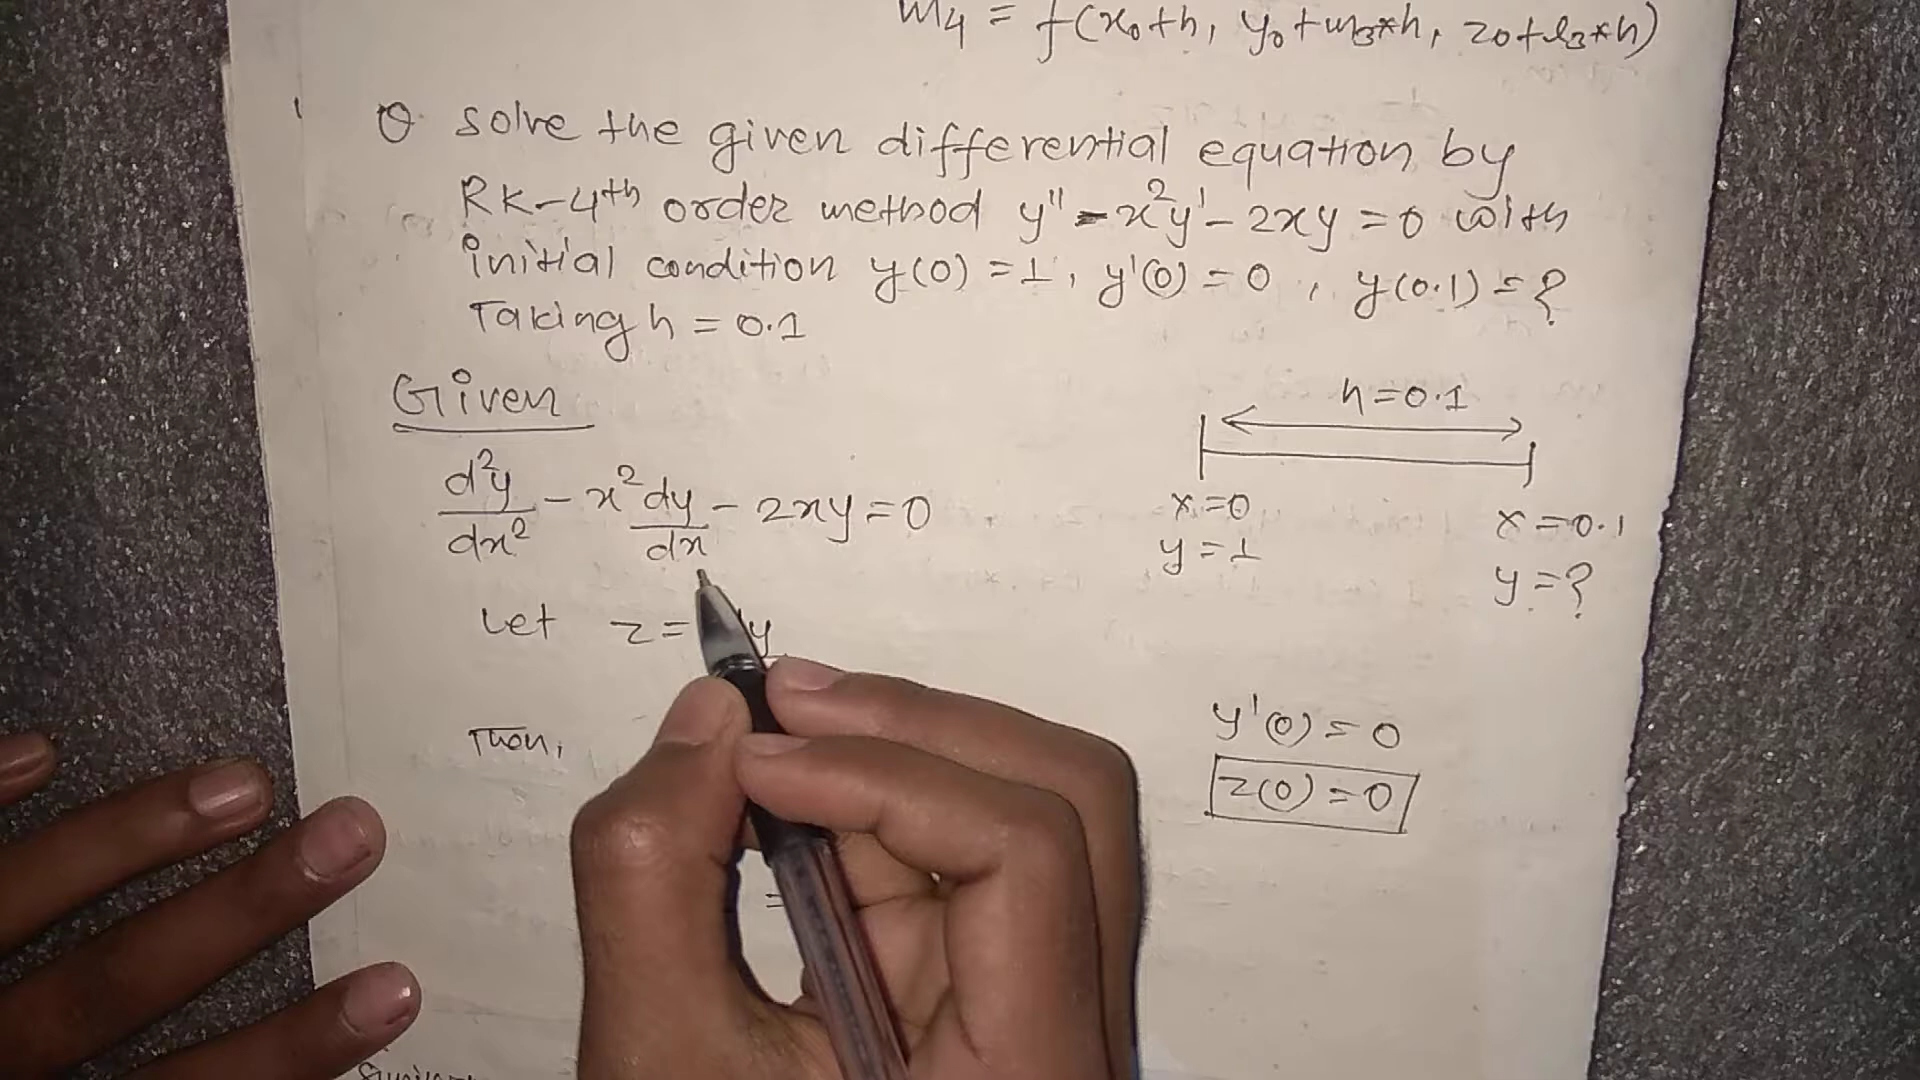 m4 = f(x0+h, y0+m3*h, z0+l3*h)
Q solve the given differential equation by
RK-4th order method y'' - x²y' - 2xy = 0 with
initial condition y(0) = 1, y'(0) = 0, y(0.1) = ?
Taking h = 0.1
Given
h = 0.1
d²y/dx² - x² dy/dx - 2xy = 0
x = 0
y = 1
x = 0.1
y = ?
Let z = y
Then,
y'(0) = 0
z(0) = 0
=